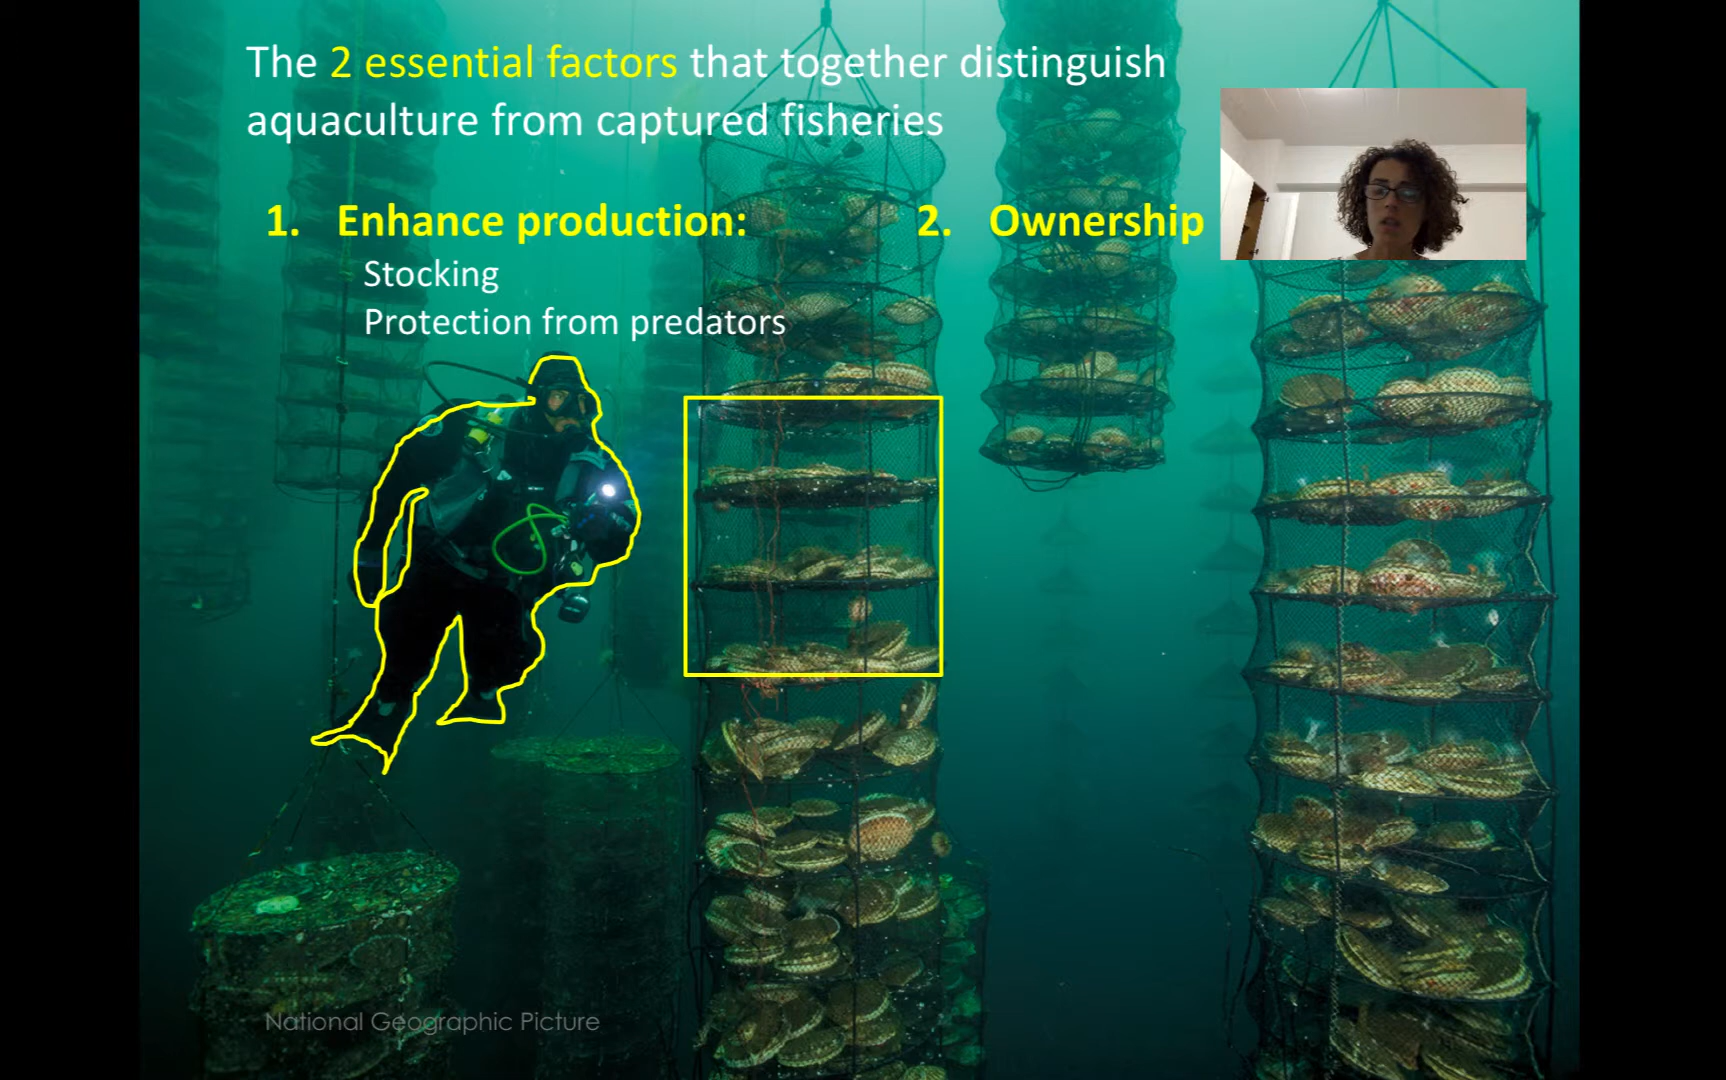 The 2 essential factors that together distinguish
aquaculture from captured fisheries
1. Enhance production:
Stocking
Protection from predators
2. Ownership
National Geographic Picture